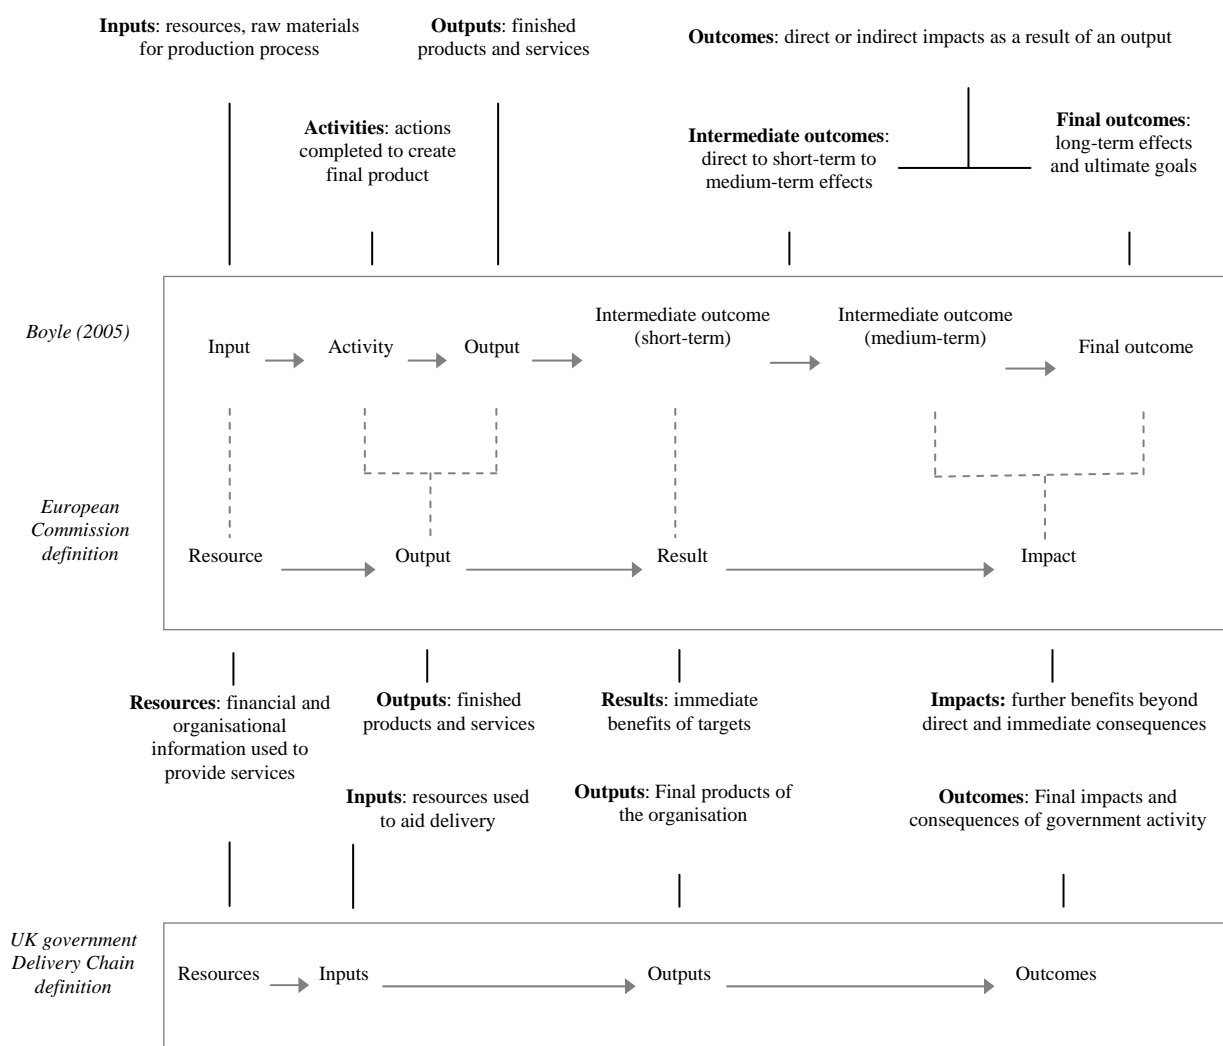 Inputs: resources, raw materials
for production process
Outputs: finished
products and services
Outcomes: direct or indirect impacts as a result of an output
Activities: actions
completed to create
final product
Intermediate outcomes:
direct to short-term to
medium-term effects
Final outcomes:
long-term effects
and ultimate goals
Boyle (2005)
Input
Activity
Output
Intermediate outcome
(short-term)
Intermediate outcome
(medium-term)
Final outcome
European
Commission
definition
Resource
Output
Result
Impact
Resources: financial and
organisational
information used to
provide services
Outputs: finished
products and services
Results: immediate
benefits of targets
Impacts: further benefits beyond
direct and immediate consequences
Inputs: resources used
to aid delivery
Outputs: Final products of
the organisation
Outcomes: Final impacts and
consequences of government activity
UK government
Delivery Chain
definition
Resources
Inputs
Outputs
Outcomes